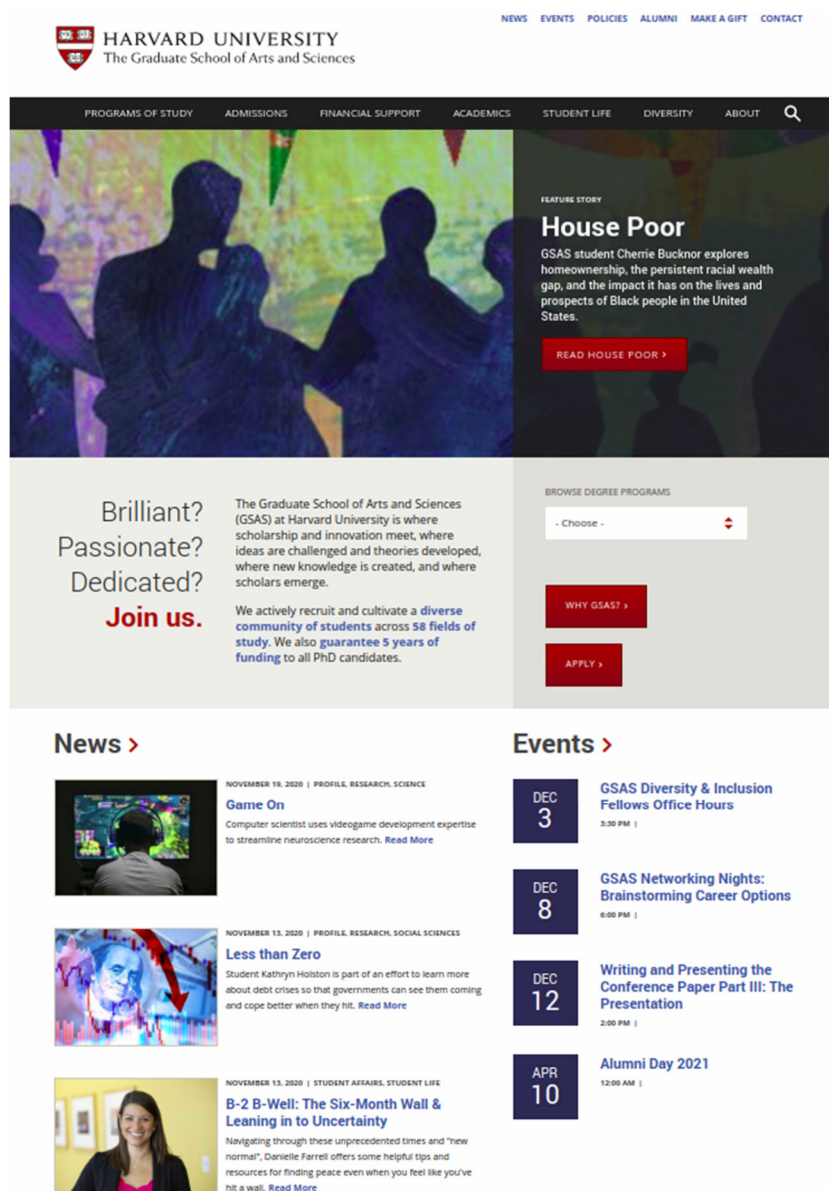 NEWS EVENTS POLICIES ALUMNI MAKE A GIFT CONTACT
HARVARD UNIVERSITY
The Graduate School of Arts and Sciences
PROGRAMS OF STUDY ADMISSIONS FINANCIAL SUPPORT ACADEMICS STUDENT LIFE DIVERSITY ABOUT
FEATURE STORY
House Poor
GSAS student Cherrie Bucknor explores
homeownership, the persistent racial wealth
gap, and the impact it has on the lives and
prospects of Black people in the United
States.
READ HOUSE POOR >
Brilliant?
Passionate?
Dedicated?
Join us.
The Graduate School of Arts and Sciences
(GSAS) at Harvard University is where
scholarship and innovation meet, where
ideas are challenged and theories developed,
where new knowledge is created, and where
scholars emerge.
We actively recruit and cultivate a diverse
community of students across 58 fields of
study. We also guarantee 5 years of
funding to all PhD candidates.
BROWSE DEGREE PROGRAMS
- Choose -
WHY GSAS? >
APPLY >
News >
NOVEMBER 19, 2020 | PROFILE, RESEARCH, SCIENCE
Game On
Computer scientist uses videogame development expertise
to streamline neuroscience research. Read More
NOVEMBER 13, 2020 | PROFILE, RESEARCH, SOCIAL SCIENCES
Less than Zero
Student Kathryn Holston is part of an effort to learn more
about debt crises so that governments can see them coming
and cope better when they hit. Read More
NOVEMBER 13, 2020 | STUDENT AFFAIRS, STUDENT LIFE
B-2 B-Well: The Six-Month Wall &
Leaning in to Uncertainty
Navigating through these unprecedented times and "new
normal", Danielle Farrell offers some helpful tips and
resources for finding peace even when you feel like you've
hit a wall. Read More
Events >
DEC
3
GSAS Diversity & Inclusion
Fellows Office Hours
3:30 PM |
DEC
8
GSAS Networking Nights:
Brainstorming Career Options
6:00 PM |
DEC
12
Writing and Presenting the
Conference Paper Part III: The
Presentation
2:00 PM |
APR
10
Alumni Day 2021
12:00 AM |